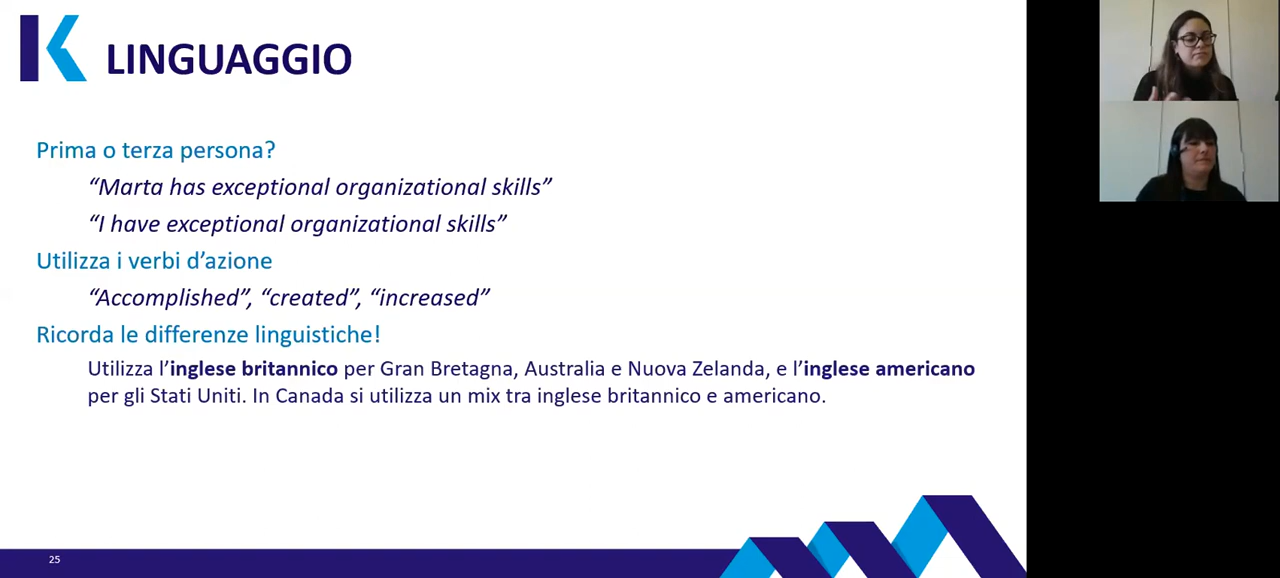 LINGUAGGIO
Prima o terza persona?
“Marta has exceptional organizational skills”
“I have exceptional organizational skills”
Utilizza i verbi d’azione
“Accomplished”, “created”, “increased”
Ricorda le differenze linguistiche!
Utilizza l’inglese britannico per Gran Bretagna, Australia e Nuova Zelanda, e l’inglese americano
per gli Stati Uniti. In Canada si utilizza un mix tra inglese britannico e americano.
25